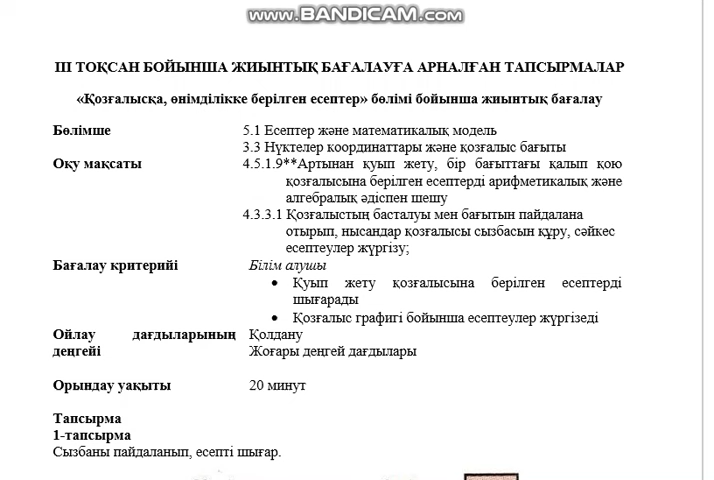 www.BANDICAM.com
III ТОҚСАН БОЙЫНША ЖИЫНТЫҚ БАҒАЛАУҒА АРНАЛҒАН ТАПСЫРМАЛАР
«Қозғалысқа, өнімділікке берілген есептер» бөлімі бойынша жиынтық бағалау
Бөлімше 5.1 Есептер және математикалық модель
3.3 Нүктелер координаттары және қозғалыс бағыты
Оқу мақсаты 4.5.1.9**Артынан қуып жету, бір бағыттағы қалып қою
қозғалысына берілген есептерді арифметикалық және
алгебралық әдіспен шешу
4.3.3.1 Қозғалыстың басталуы мен бағытын пайдалана
отырып, нысандар қозғалысы сызбасын құру, сәйкес
есептеулер жүргізу;
Бағалау критерийі Білім алушы
• Қуып жету қозғалысына берілген есептерді
шығарады
• Қозғалыс графигі бойынша есептеулер жүргізеді
Ойлау дағдыларының Қолдану
деңгейі Жоғары деңгей дағдылары
Орындау уақыты 20 минут
Тапсырма
1-тапсырма
Сызбаны пайдаланып, есепті шығар.